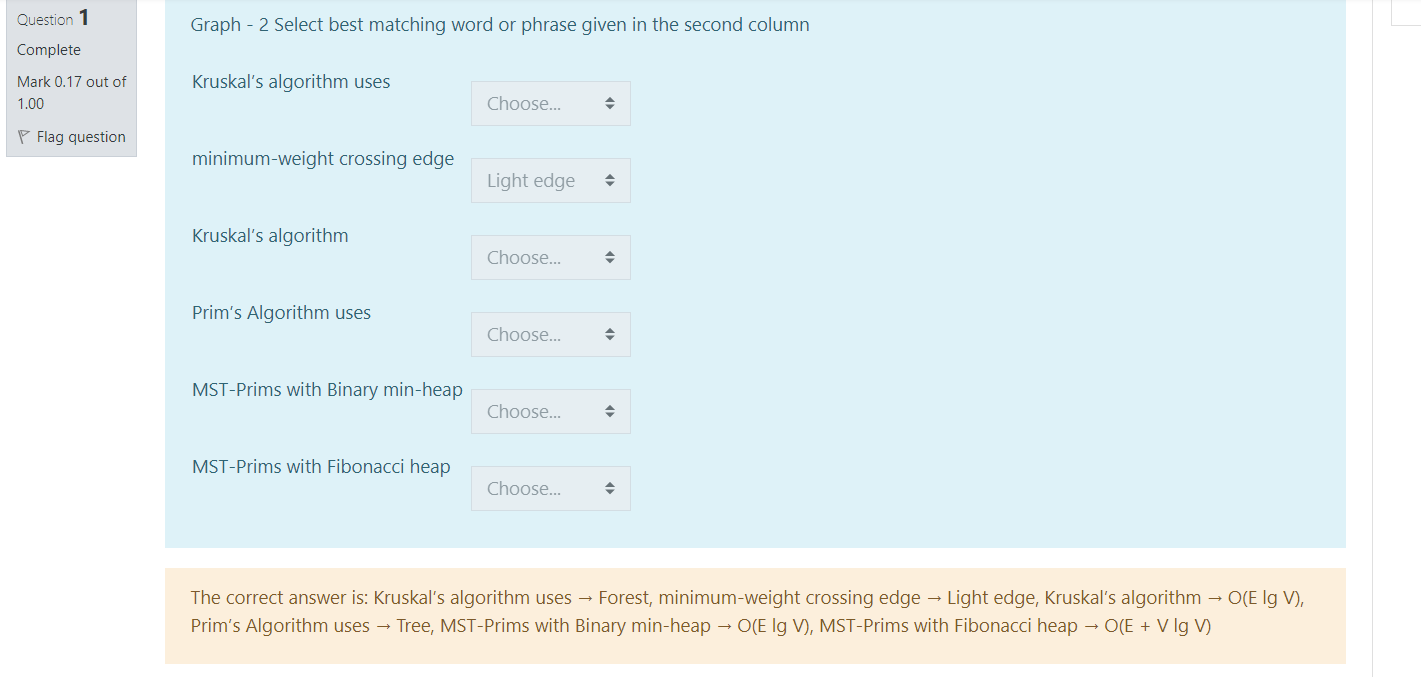 Question 1
Complete
Mark 0.17 out of
1.00
Flag question
Graph - 2 Select best matching word or phrase given in the second column
Kruskal's algorithm uses
Choose...
minimum-weight crossing edge
Light edge
Kruskal's algorithm
Choose...
Prim's Algorithm uses
Choose...
MST-Prims with Binary min-heap
Choose...
MST-Prims with Fibonacci heap
Choose...
The correct answer is: Kruskal's algorithm uses → Forest, minimum-weight crossing edge → Light edge, Kruskal's algorithm → O(E lg V),
Prim's Algorithm uses → Tree, MST-Prims with Binary min-heap → O(E lg V), MST-Prims with Fibonacci heap → O(E + V lg V)